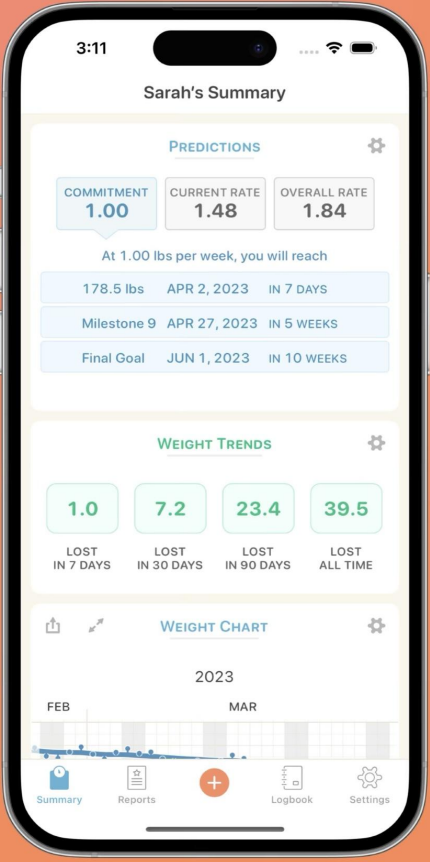 3:11
Sarah's Summary
PREDICTIONS
COMMITMENT CURRENT RATE OVERALL RATE
1.00 1.48 1.84
At 1.00 lbs per week, you will reach
178.5 lbs APR 2, 2023 IN 7 DAYS
Milestone 9 APR 27, 2023 IN 5 WEEKS
Final Goal JUN 1, 2023 IN 10 WEEKS
WEIGHT TRENDS
1.0 7.2 23.4 39.5
LOST LOST LOST LOST
IN 7 DAYS IN 30 DAYS IN 90 DAYS ALL TIME
WEIGHT CHART
2023
FEB MAR
Summary Reports Logbook Settings